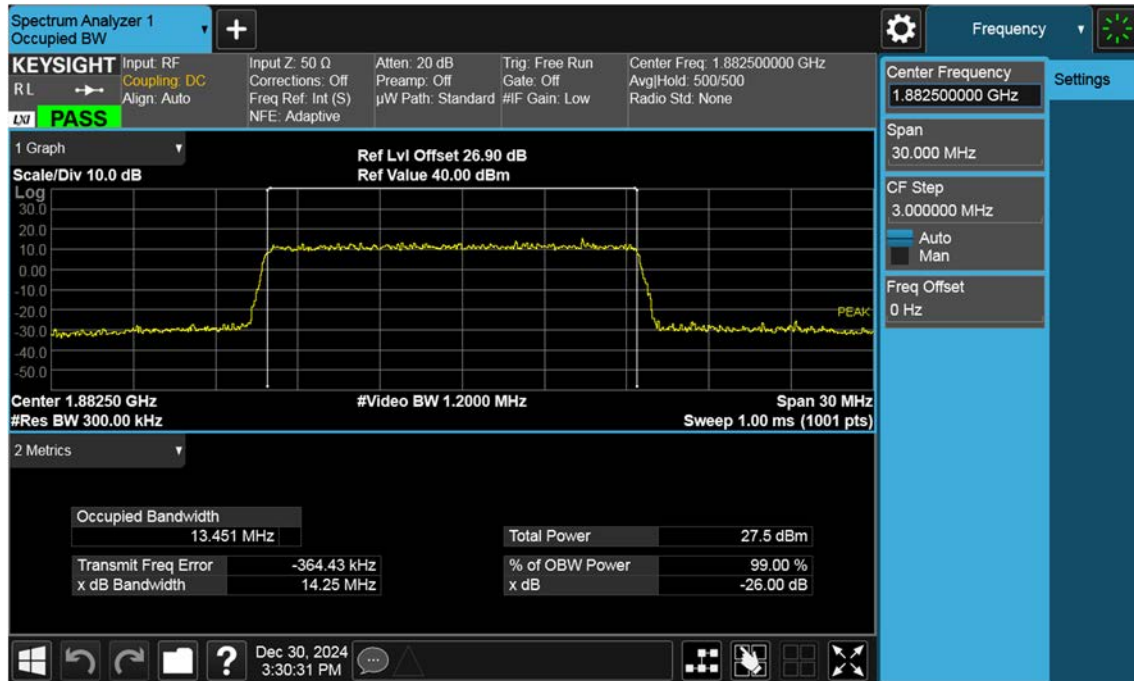 Spectrum Analyzer 1
Occupied BW
+
Frequency
KEYSIGHT
R L
LXI PASS
Input: RF
Coupling: DC
Align: Auto
Input Z: 50 Ω
Corrections: Off
Freq Ref: Int (S)
NFE: Adaptive
Atten: 20 dB
Preamp: Off
µW Path: Standard
Trig: Free Run
Gate: Off
#IF Gain: Low
Center Freq: 1.882500000 GHz
Avg|Hold: 500/500
Radio Std: None
Center Frequency
1.882500000 GHz
Settings
Span
30.000 MHz
CF Step
3.000000 MHz
Auto
Man
Freq Offset
0 Hz
1 Graph
Scale/Div 10.0 dB
Ref Lvl Offset 26.90 dB
Ref Value 40.00 dBm
Log
30.0
20.0
10.0
0.00
-10.0
-20.0
-30.0
-40.0
-50.0
PEAK
Center 1.88250 GHz
#Video BW 1.2000 MHz
Span 30 MHz
#Res BW 300.00 kHz
Sweep 1.00 ms (1001 pts)
2 Metrics
Occupied Bandwidth
13.451 MHz
Total Power 27.5 dBm
Transmit Freq Error -364.43 kHz
% of OBW Power 99.00 %
x dB Bandwidth 14.25 MHz
x dB -26.00 dB
?
Dec 30, 2024
3:30:31 PM